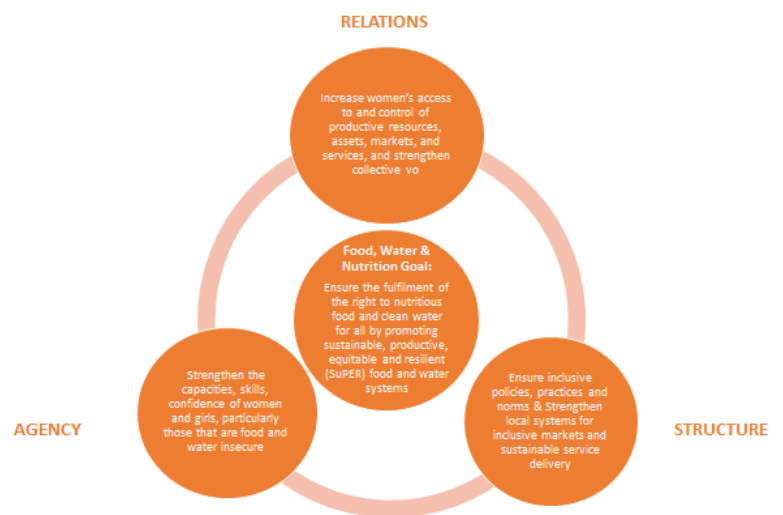 RELATIONS
Increase women's access
to and control of
productive resources,
assets, markets, and
services, and strengthen
collective vo
Food, Water &
Nutrition Goal:
Ensure the fulfilment of
the right to nutritious
food and clean water
for all by promoting
sustainable, productive,
equitable and resilient
(SuPER) food and water
systems
Strengthen the
capacities, skills,
confidence of women
and girls, particularly
those that are food and
water insecure
AGENCY
Ensure inclusive
policies, practices and
norms & Strengthen
local systems for
inclusive markets and
sustainable service
delivery
STRUCTURE